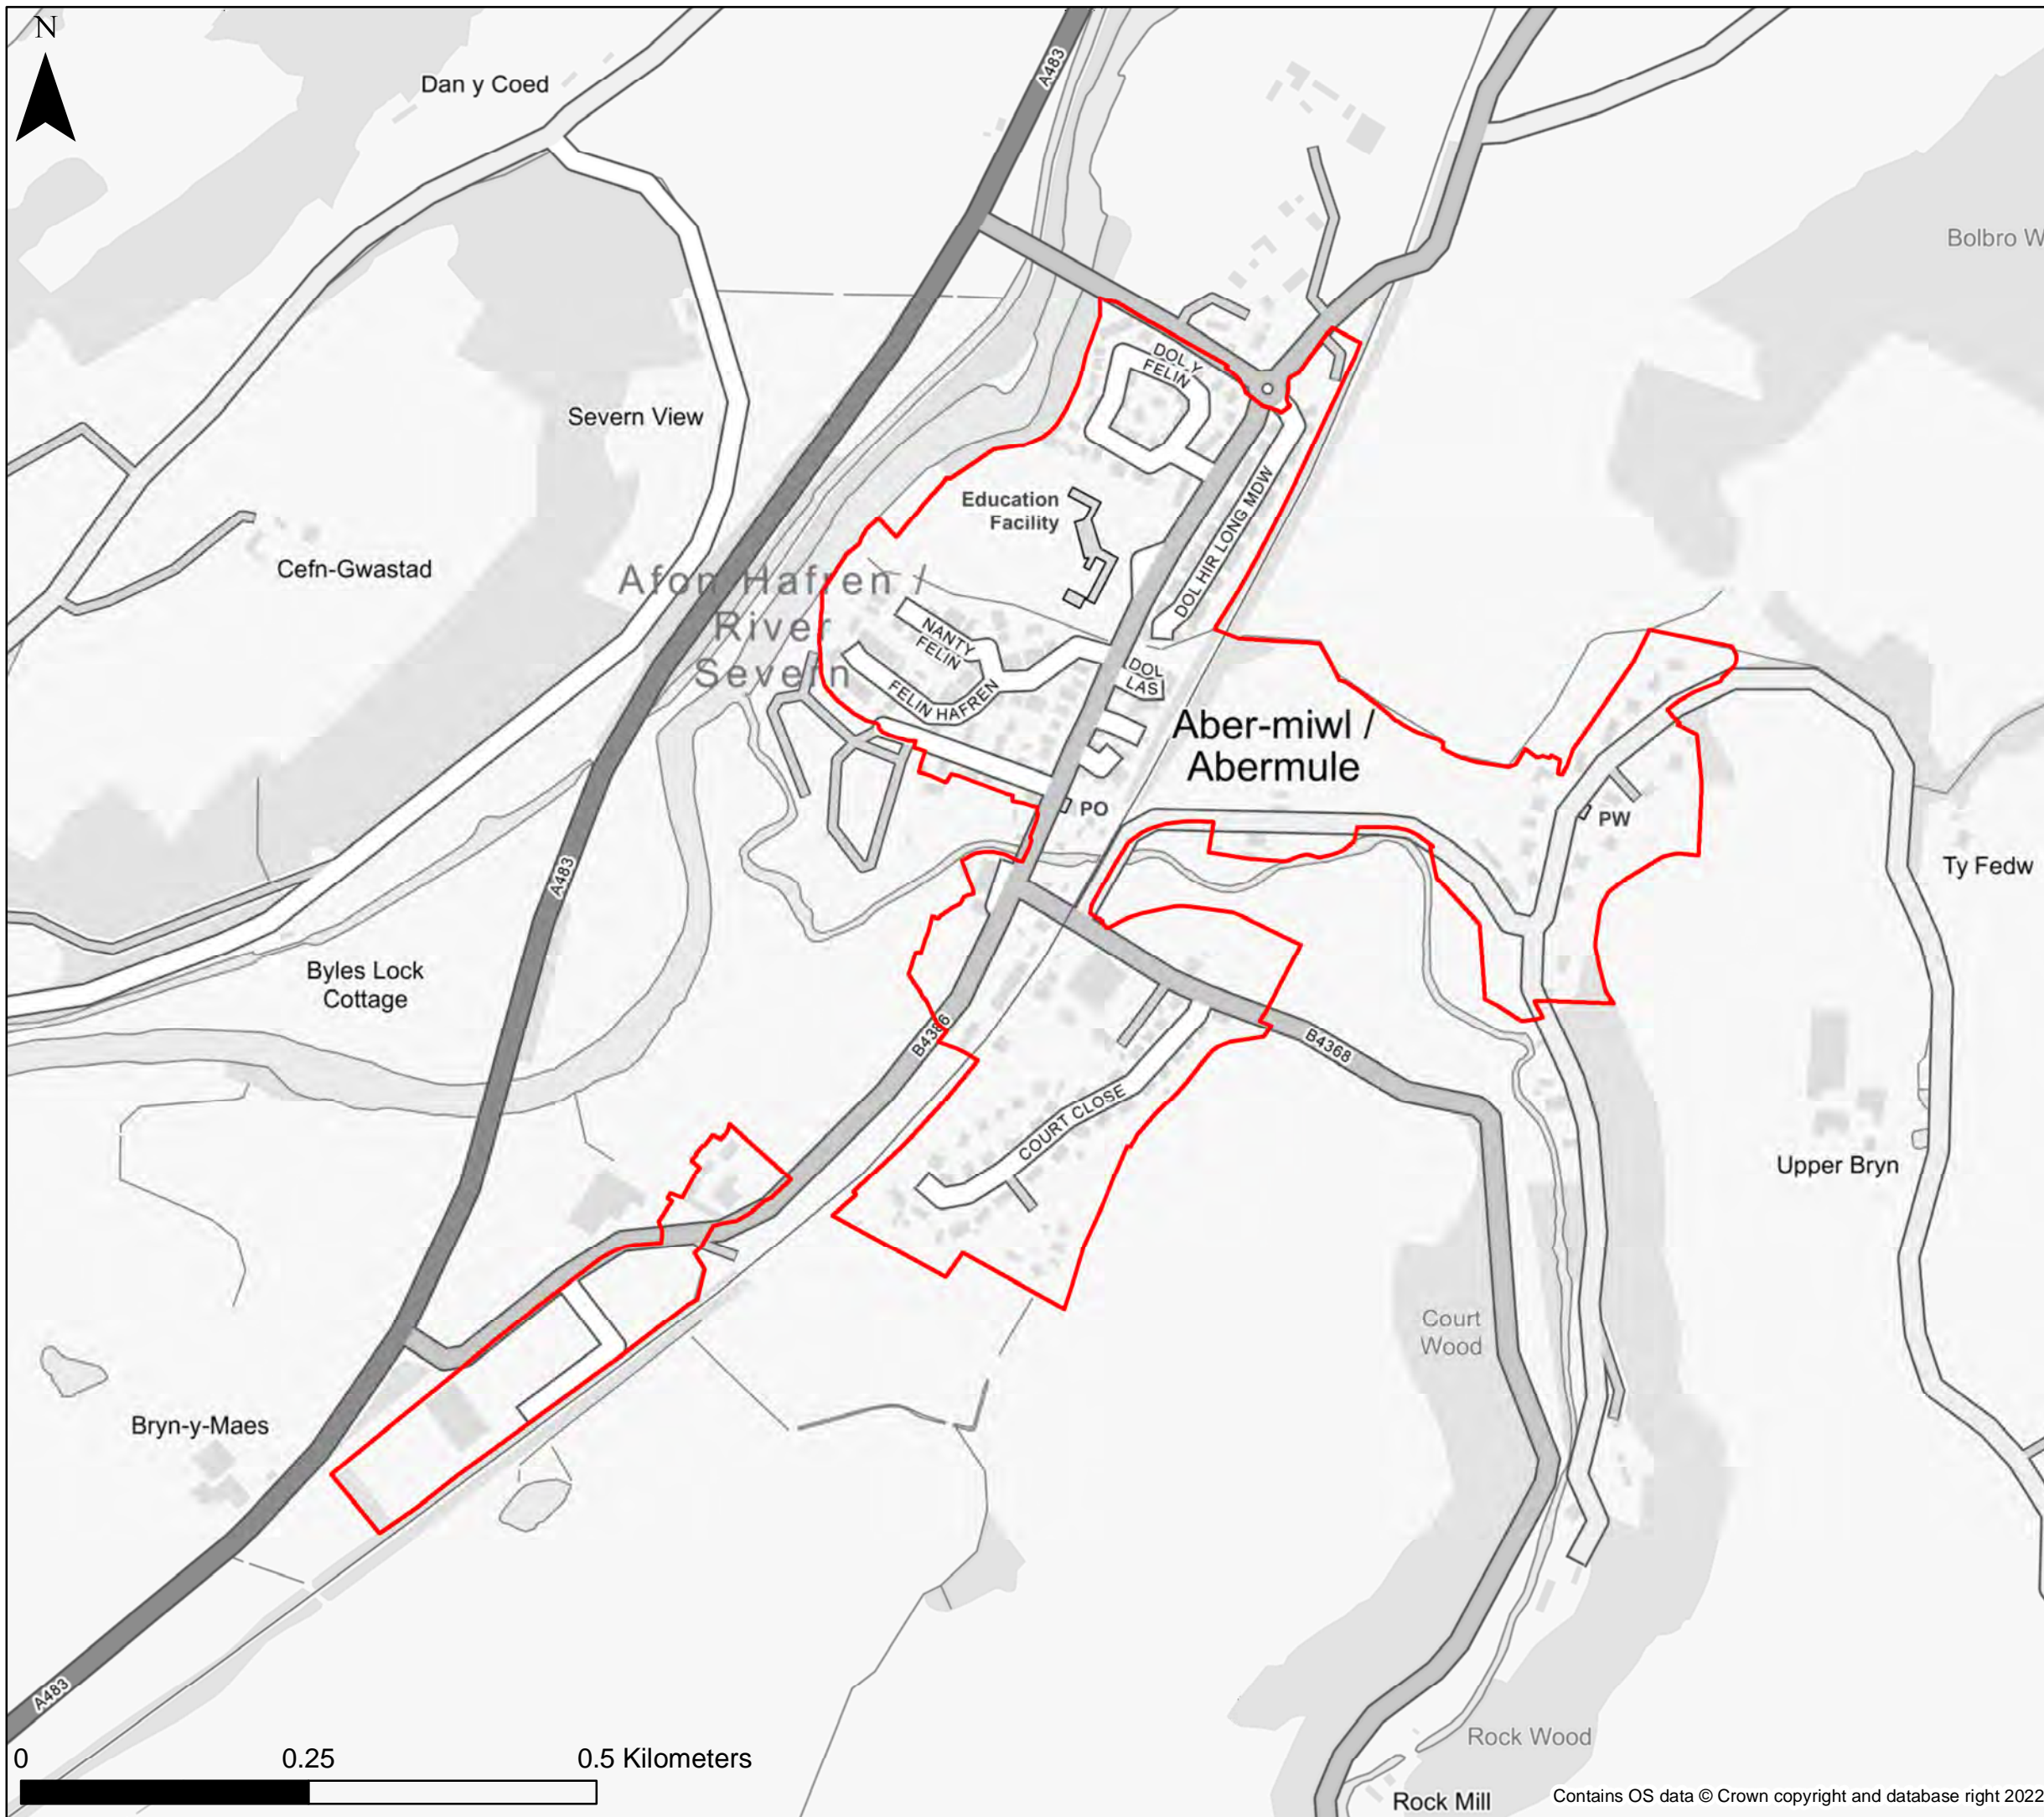 N
A483
Dan y Coed
Bolbro W
DOL Y
FELIN
Severn View
Education
Facility
DOL HIR LONG MDW
Cefn-Gwastad
Afon Hafren /
River
Severn
NANTY
FELIN
FELIN HAFREN
DOL
LAS
Aber-miwl /
Abermule
PO
PW
A483
Ty Fedw
Byles Lock
Cottage
B4386
B4368
COURT CLOSE
Upper Bryn
Court
Wood
Bryn-y-Maes
A483
Rock Wood
0 0.25 0.5 Kilometers
Rock Mill
Contains OS data © Crown copyright and database right 2022